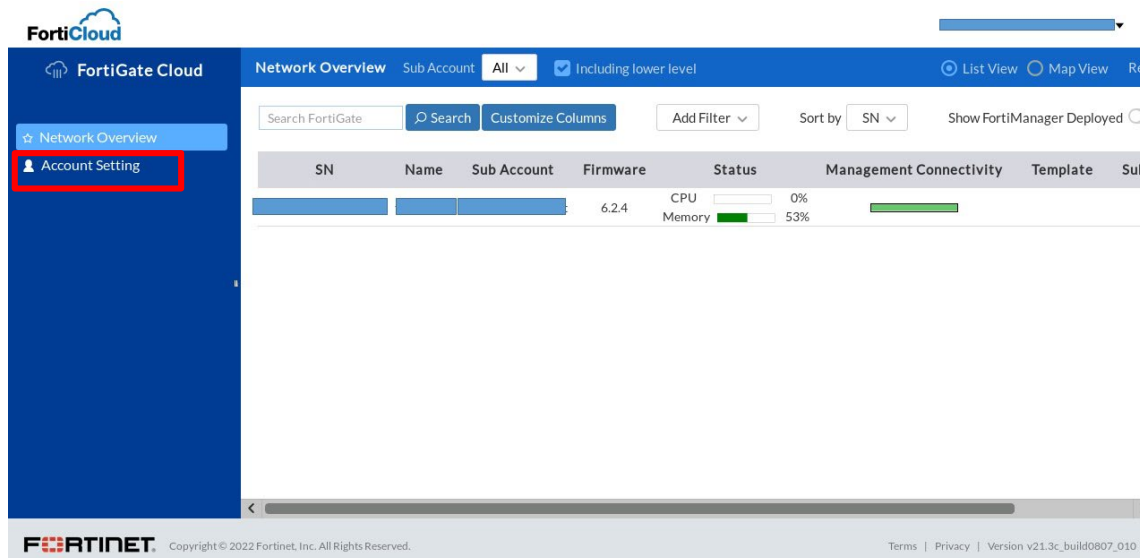 FortiCloud
FortiGate Cloud
Network Overview Sub Account All Including lower level List View Map View Re
Search FortiGate Search Customize Columns Add Filter Sort by SN Show FortiManager Deployed
Network Overview
Account Setting
SN Name Sub Account Firmware Status Management Connectivity Template Sul
6.2.4 CPU 0%
Memory 53%
FORTINET. Copyright © 2022 Fortinet, Inc. All Rights Reserved. Terms | Privacy | Version v21.3c_build0807_010